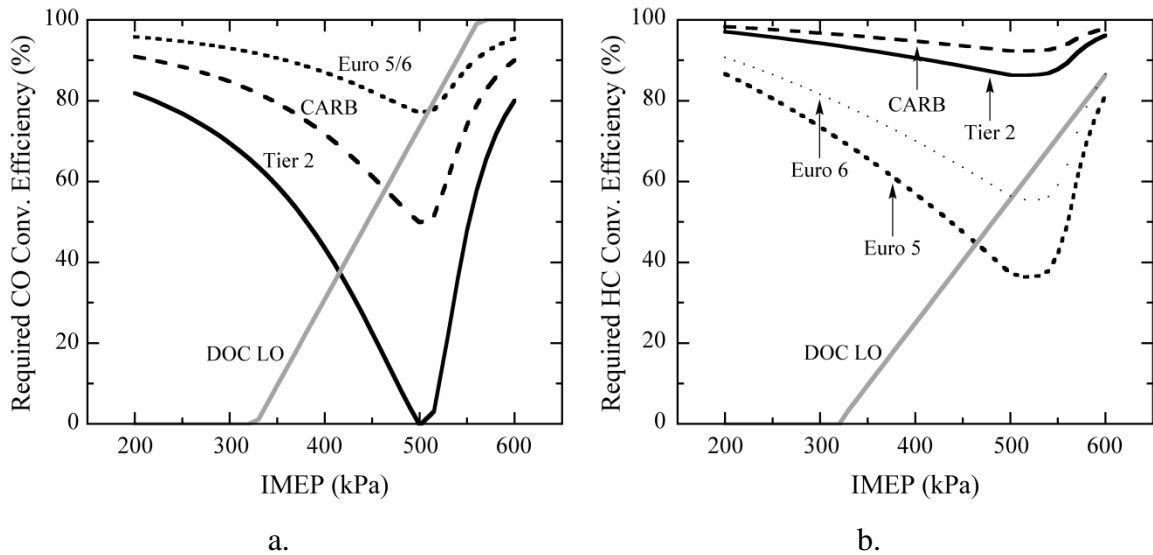 Required CO Conv. Efficiency (%)
100
80
60
40
20
0
Euro 5/6
CARB
Tier 2
DOC LO
200
300
400
500
600
IMEP (kPa)
a.
Required HC Conv. Efficiency (%)
100
80
60
40
20
0
CARB
Tier 2
Euro 6
Euro 5
DOC LO
200
300
400
500
600
IMEP (kPa)
b.